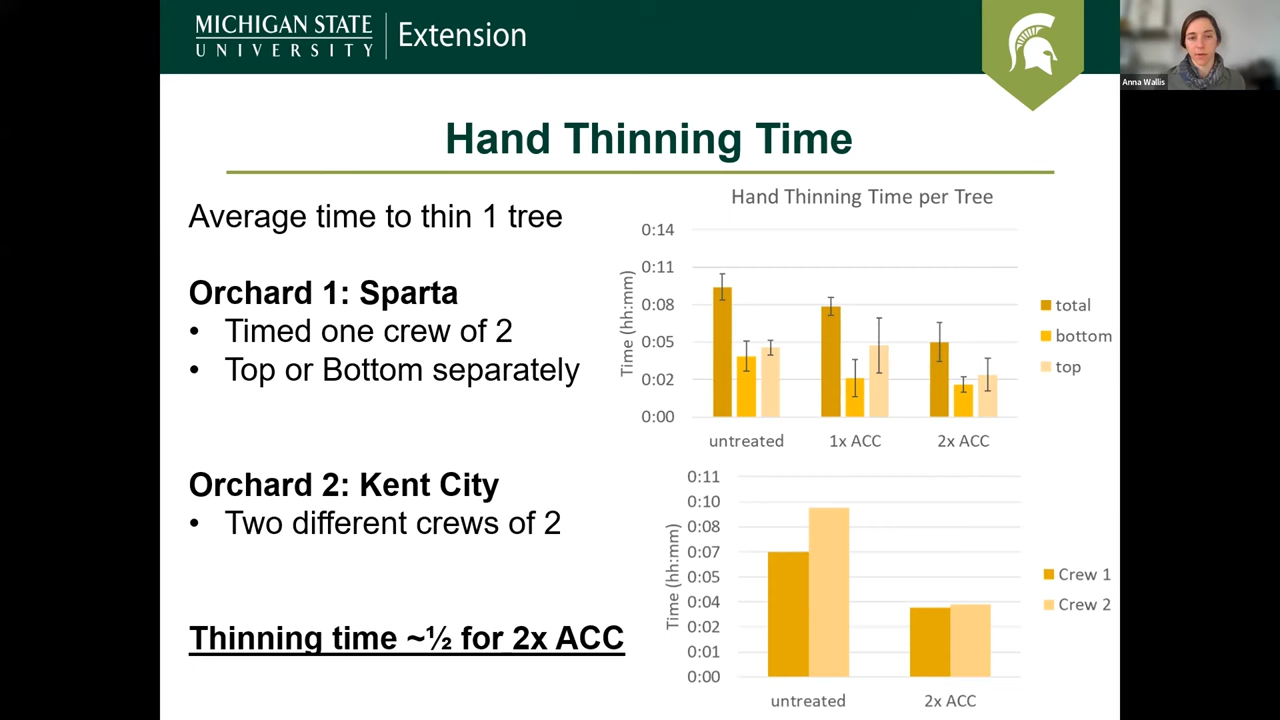 MICHIGAN STATE
UNIVERSITY
Extension
Anna Wallis
Hand Thinning Time
Average time to thin 1 tree
Orchard 1: Sparta
• Timed one crew of 2
• Top or Bottom separately
Orchard 2: Kent City
• Two different crews of 2
Thinning time ~½ for 2x ACC
Hand Thinning Time per Tree
Time (hh:mm)
0:14
0:11
0:08
0:05
0:02
0:00
untreated 1x ACC 2x ACC
total
bottom
top
Time (hh:mm)
0:11
0:10
0:08
0:07
0:05
0:04
0:02
0:01
0:00
untreated 2x ACC
Crew 1
Crew 2